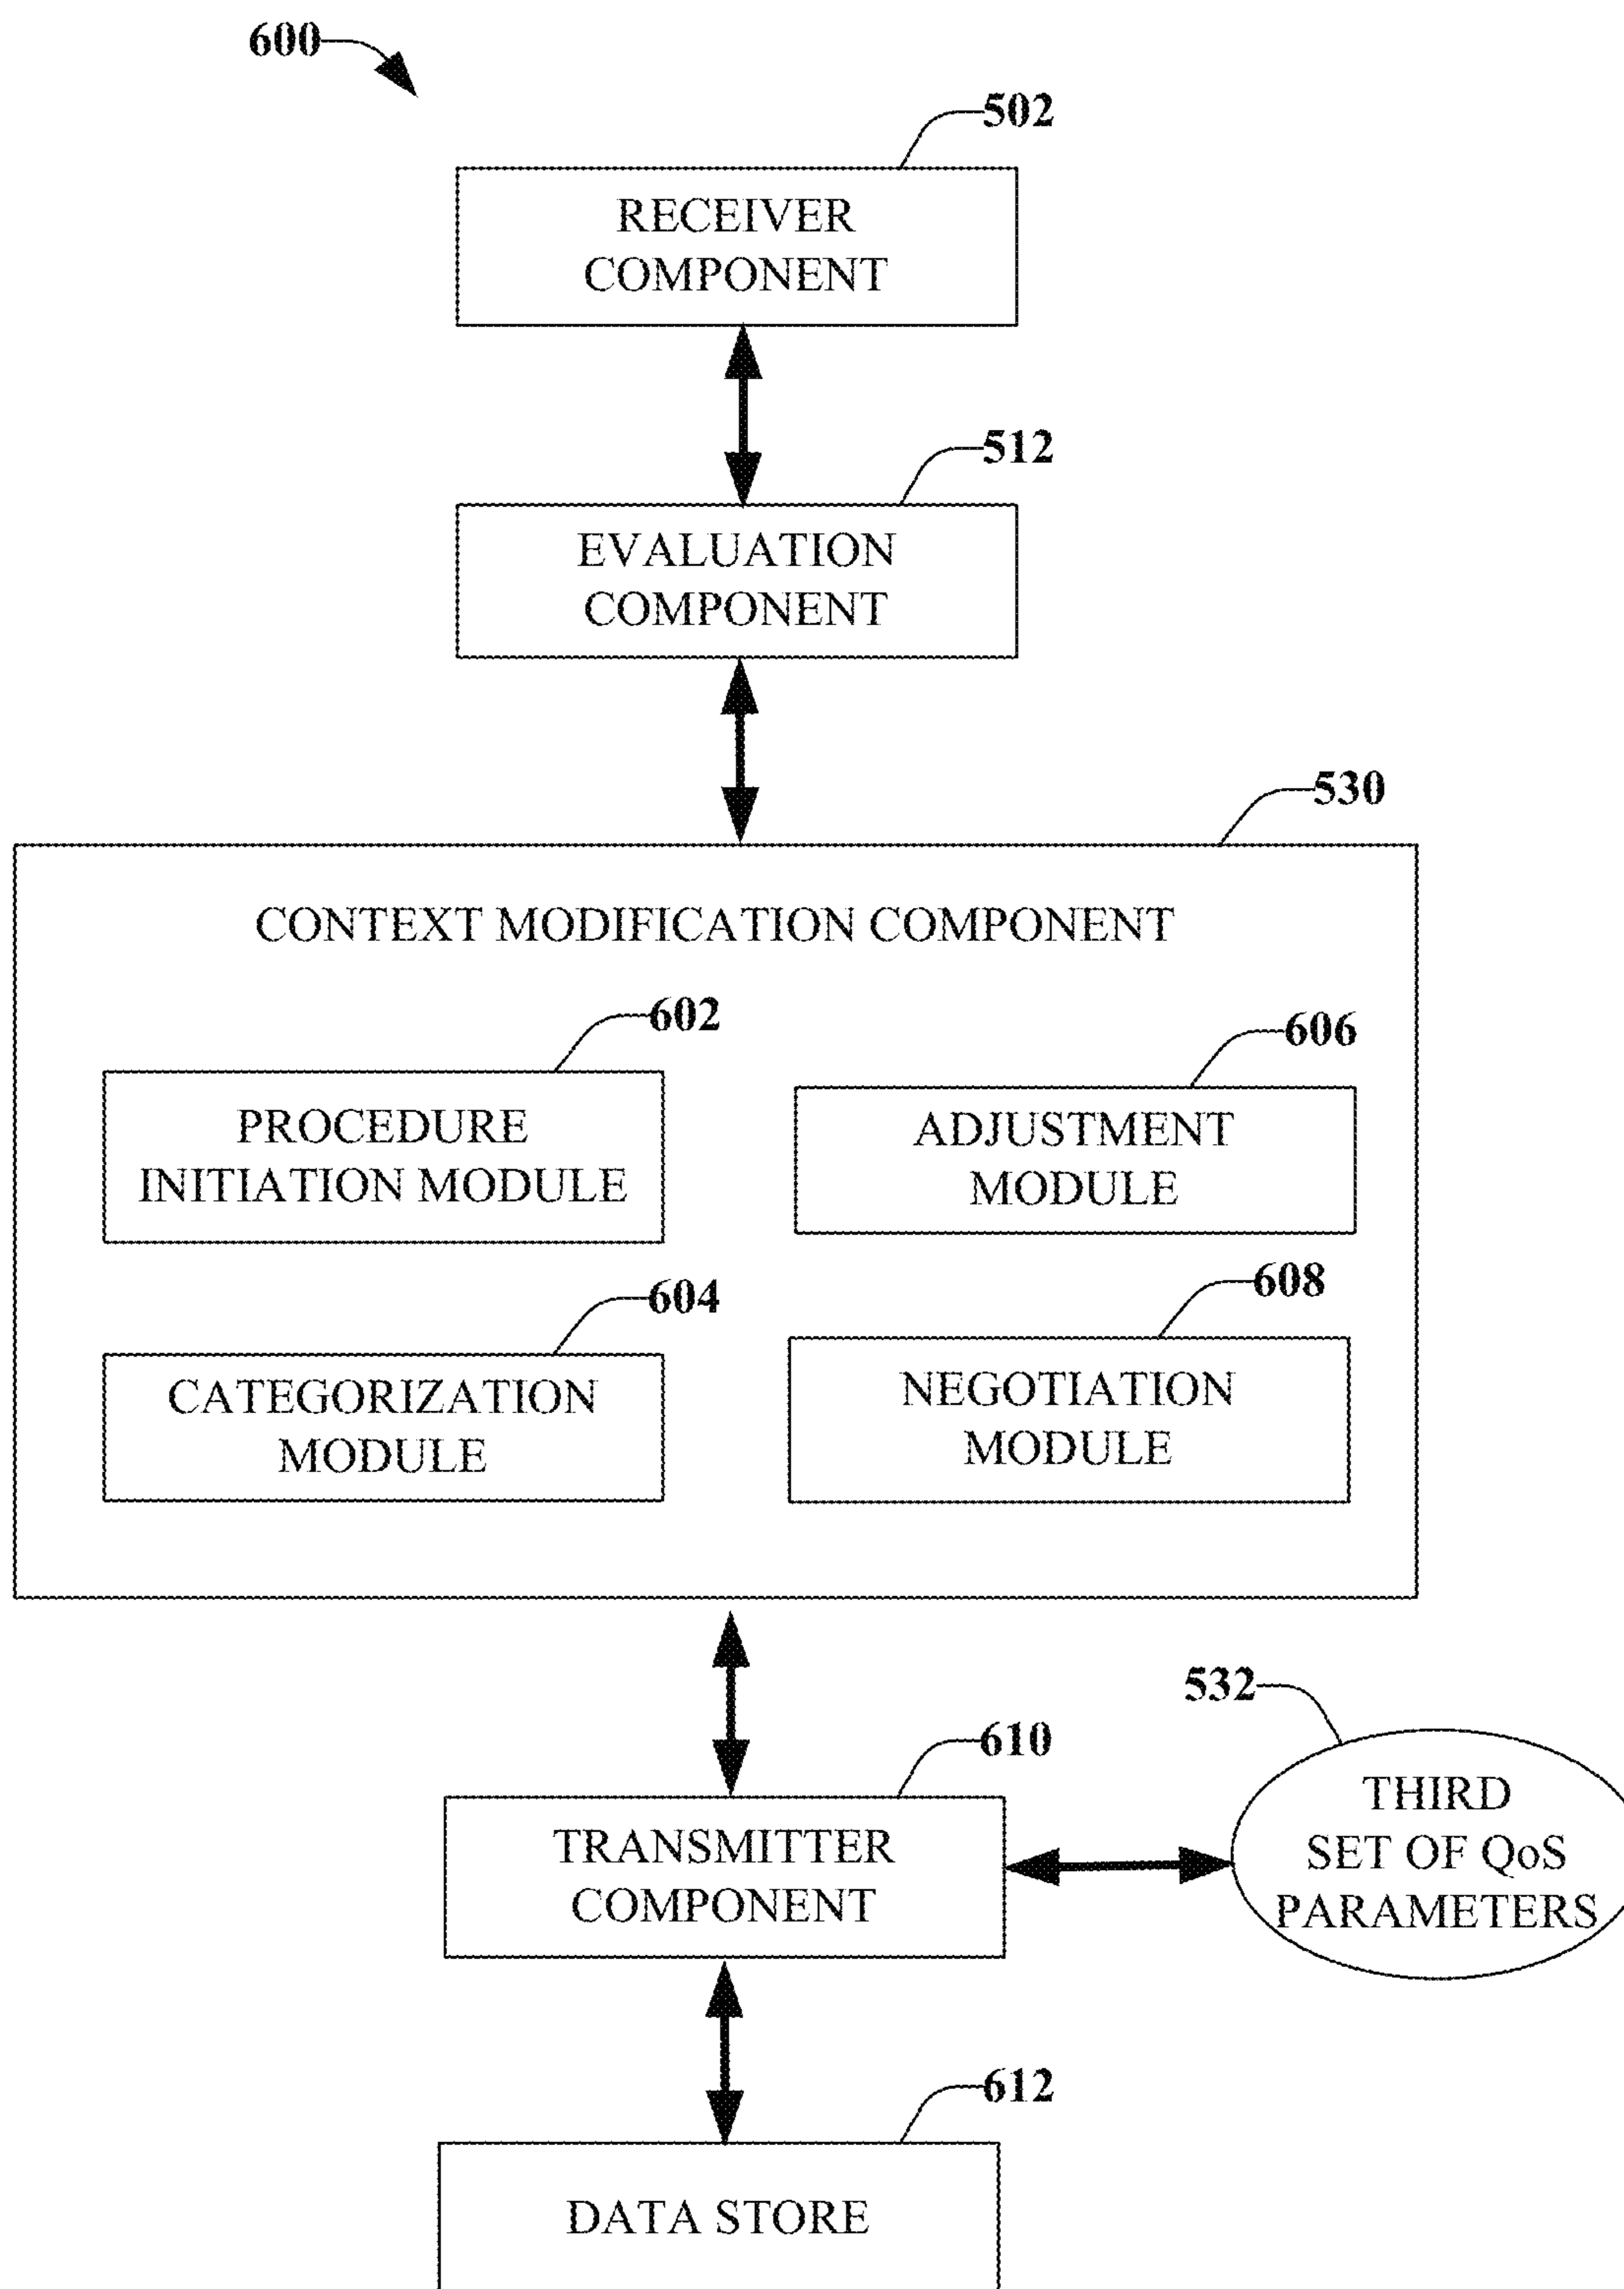 600
502
RECEIVER
COMPONENT
512
EVALUATION
COMPONENT
530
CONTEXT MODIFICATION COMPONENT
602
PROCEDURE
INITIATION MODULE
606
ADJUSTMENT
MODULE
604
CATEGORIZATION
MODULE
608
NEGOTIATION
MODULE
532
THIRD
SET OF QoS
PARAMETERS
610
TRANSMITTER
COMPONENT
612
DATA STORE